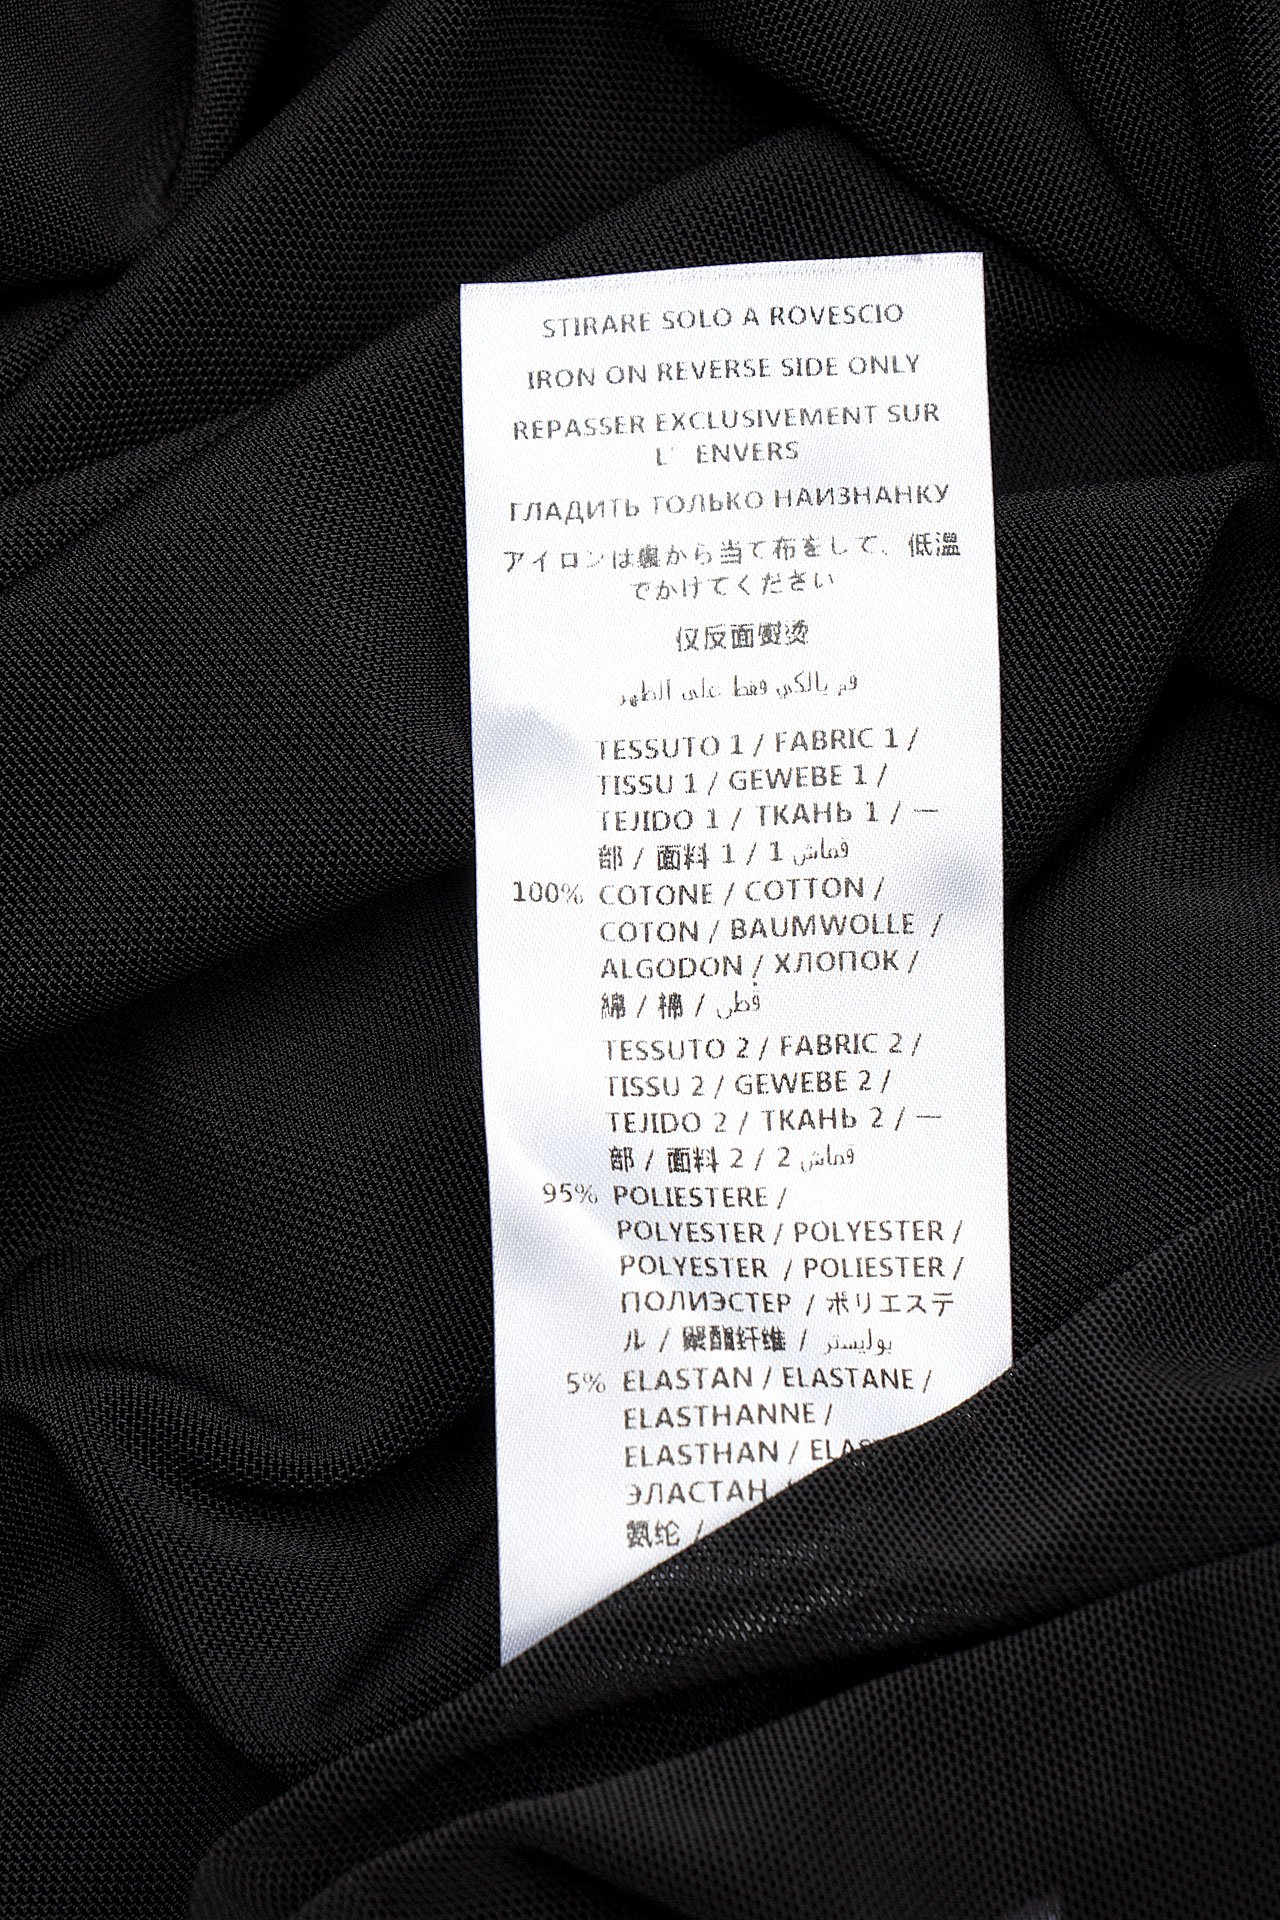 STIRARE SOLO A ROVESCIO
IRON ON REVERSE SIDE ONLY
REPASSER EXCLUSIVEMENT SUR
L' ENVERS
ГЛАДИТЬ ТОЛЬКО НАИЗНАНКУ
アイロンは裏から当て布をして、低温
でかけてください
仅反面熨烫
قم بالكي فقط على الظهر
TESSUTO 1 / FABRIC 1 /
TISSU 1 / GEWEBE 1 /
TEJIDO 1 / ТКАНЬ 1 / —
部 / 面料 1 / 1 قماش
100% COTONE / COTTON /
COTON / BAUMWOLLE /
ALGODON / ХЛОПОК /
綿 / 棉 / قطن
TESSUTO 2 / FABRIC 2 /
TISSU 2 / GEWEBE 2 /
TEJIDO 2 / ТКАНЬ 2 / —
部 / 面料 2 / 2 قماش
95% POLIESTERE /
POLYESTER / POLYESTER /
POLYESTER / POLIESTER /
ПОЛИЭСТЕР / ポリエステ
ル / 聚酯纤维 / بوليستر
5% ELASTAN / ELASTANE /
ELASTHANNE /
ELASTHAN / ELAS
ЭЛАСТАН
氨纶 /